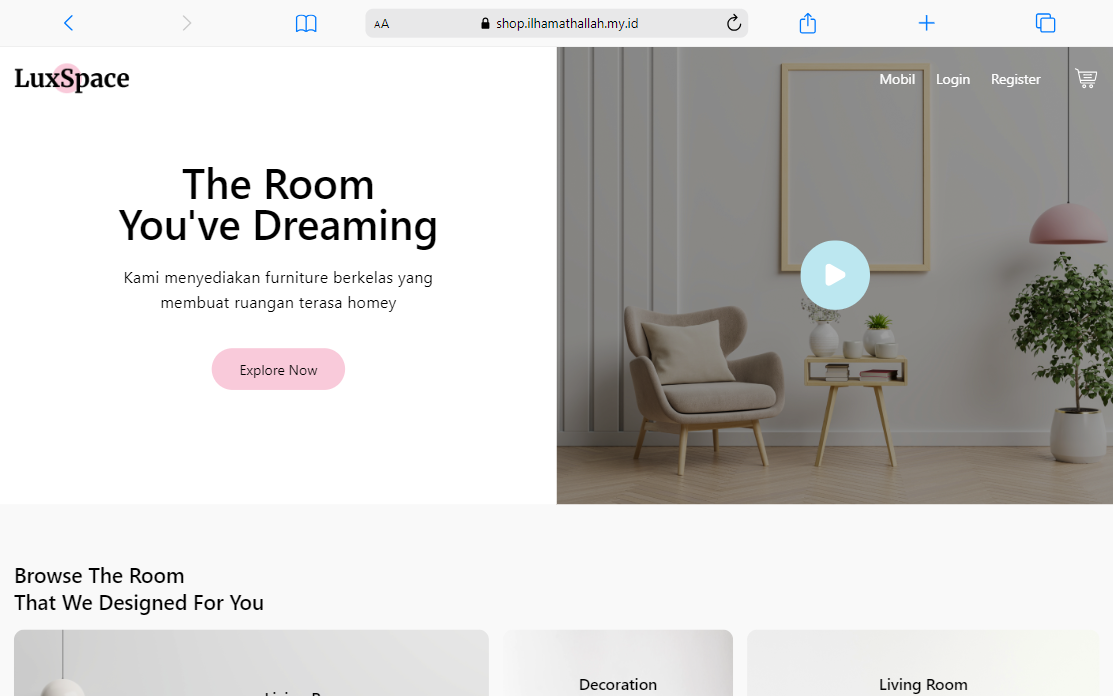 AA
shop.ilhamathallah.my.id
LuxSpace
Mobil Login Register
The Room
You've Dreaming
Kami menyediakan furniture berkelas yang
membuat ruangan terasa homey
Explore Now
Browse The Room
That We Designed For You
Decoration
Living Room